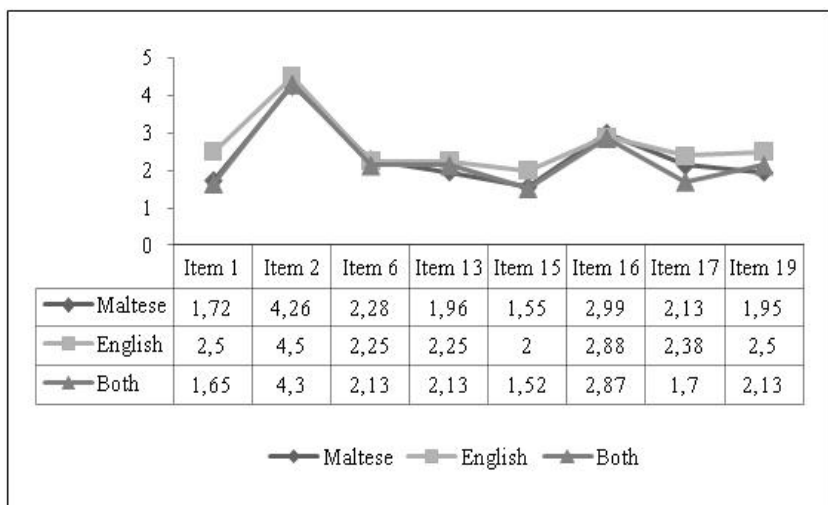 5
4
3
2
1
0
Item 1 Item 2 Item 6 Item 13 Item 15 Item 16 Item 17 Item 19
Maltese 1,72 4,26 2,28 1,96 1,55 2,99 2,13 1,95
English 2,5 4,5 2,25 2,25 2 2,88 2,38 2,5
Both 1,65 4,3 2,13 2,13 1,52 2,87 1,7 2,13
Maltese English Both